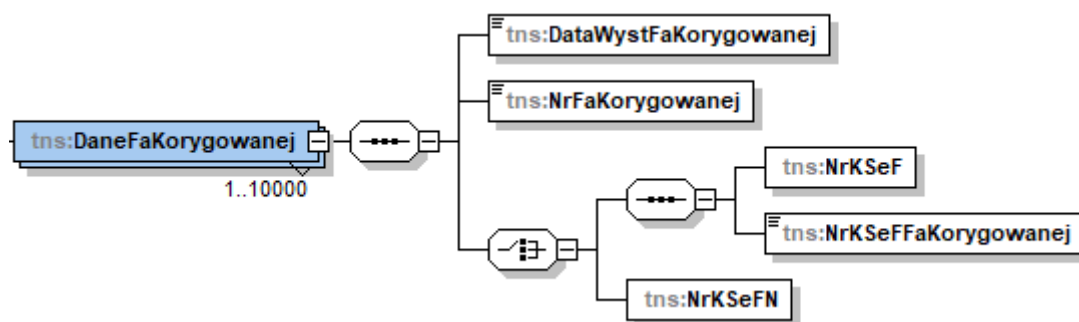 tns:DataWystFaKorygowanej
tns:NrFaKorygowanej
tns:DaneFaKorygowanej
1..10000
tns:NrKSeF
tns:NrKSeFFaKorygowanej
tns:NrKSeFN